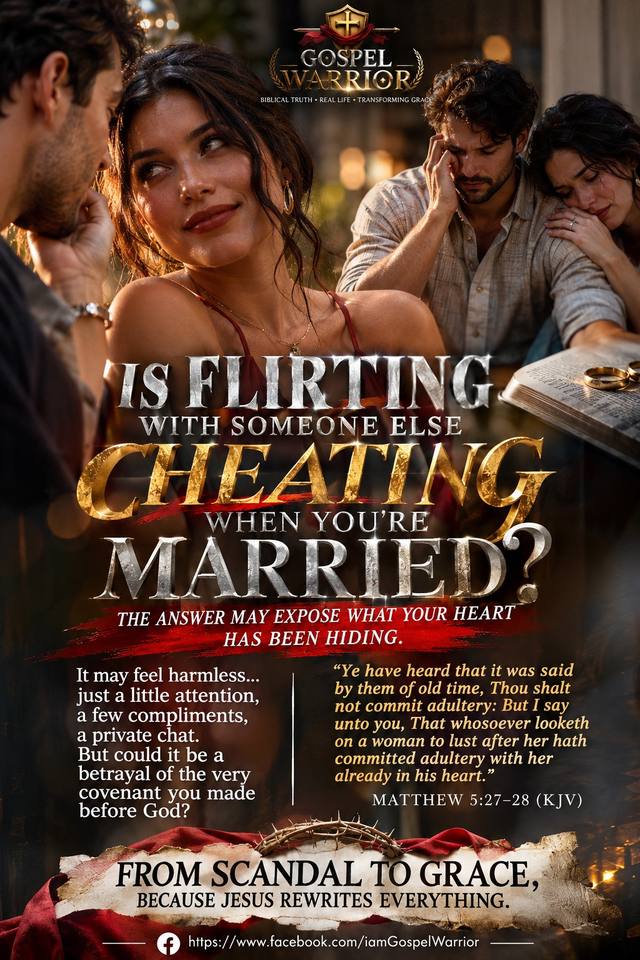 GOSPEL
WARRIOR
BIBLICAL TRUTH • REAL LIFE • TRANSFORMING GRACE
IS FLIRTING
WITH SOMEONE ELSE
CHEATING
WHEN YOU'RE
MARRIED?
THE ANSWER MAY EXPOSE WHAT YOUR HEART
HAS BEEN HIDING.
It may feel harmless...
just a little attention,
a few compliments,
a private chat.
But could it be a
betrayal of the very
covenant you made
before God?
“Ye have heard that it was said
by them of old time, Thou shalt
not commit adultery: But I say
unto you, That whosoever looketh
on a woman to lust after her hath
committed adultery with her
already in his heart.”
MATTHEW 5:27–28 (KJV)
FROM SCANDAL TO GRACE,
BECAUSE JESUS REWRITES EVERYTHING.
https://www.facebook.com/iamGospelWarrior